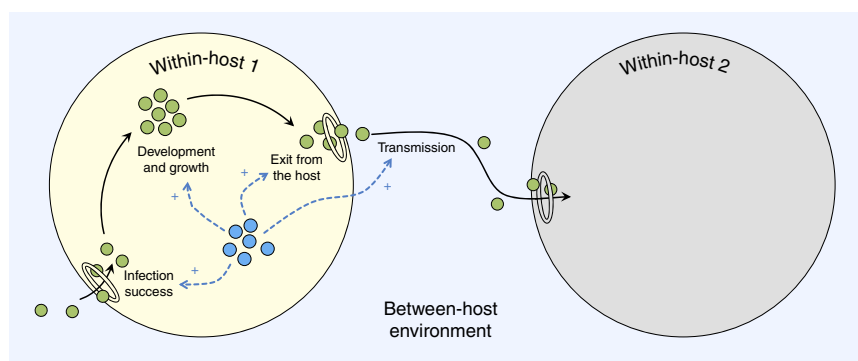 Within-host 1
Within-host 2
Development
and growth
Exit from
the host
Transmission
+
+
+
+
Infection
success
Between-host
environment